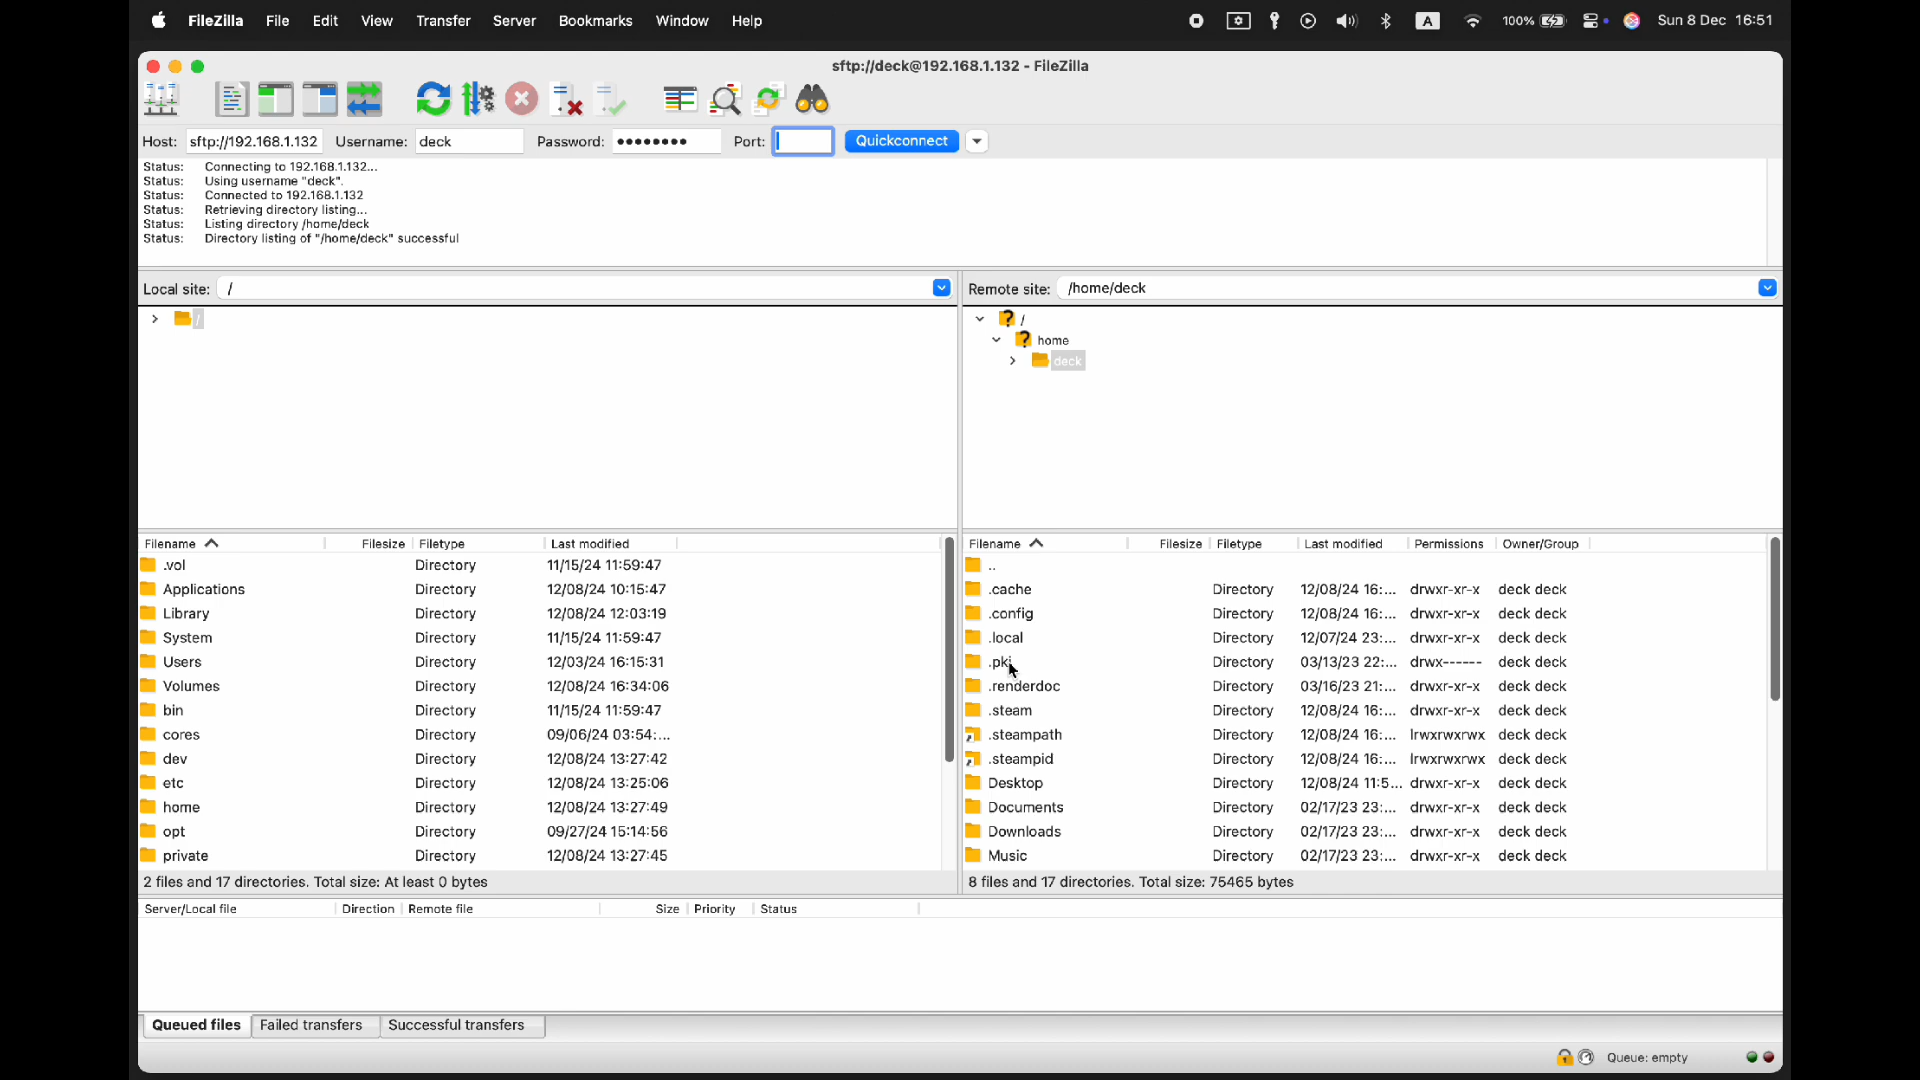 FileZilla File Edit View Transfer Server Bookmarks Window Help A 100% Sun 8 Dec 16:51
sftp://deck@192.168.1.132 - FileZilla
Host: sftp://192.168.1.132 Username: deck Password: •••••••• Port: Quickconnect
Status: Connecting to 192.168.1.132...
Status: Using username "deck".
Status: Connected to 192.168.1.132
Status: Retrieving directory listing...
Status: Listing directory /home/deck
Status: Directory listing of "/home/deck" successful
Local site: /
/
Remote site: /home/deck
/
home
deck
Filename Filesize Filetype Last modified
.vol Directory 11/15/24 11:59:47
Applications Directory 12/08/24 10:15:47
Library Directory 12/08/24 12:03:19
System Directory 11/15/24 11:59:47
Users Directory 12/03/24 16:15:31
Volumes Directory 12/08/24 16:34:06
bin Directory 11/15/24 11:59:47
cores Directory 09/06/24 03:54:...
dev Directory 12/08/24 13:27:42
etc Directory 12/08/24 13:25:06
home Directory 12/08/24 13:27:49
opt Directory 09/27/24 15:14:56
private Directory 12/08/24 13:27:45
2 files and 17 directories. Total size: At least 0 bytes
Filename Filesize Filetype Last modified Permissions Owner/Group
..
.cache Directory 12/08/24 16:... drwxr-xr-x deck deck
.config Directory 12/08/24 16:... drwxr-xr-x deck deck
.local Directory 12/07/24 23:... drwxr-xr-x deck deck
.pki Directory 03/13/23 22:... drwx------ deck deck
.renderdoc Directory 03/16/23 21:... drwxr-xr-x deck deck
.steam Directory 12/08/24 16:... drwxr-xr-x deck deck
.steampath Directory 12/08/24 16:... lrwxrwxrwx deck deck
.steampid Directory 12/08/24 16:... lrwxrwxrwx deck deck
Desktop Directory 12/08/24 11:5... drwxr-xr-x deck deck
Documents Directory 02/17/23 23:... drwxr-xr-x deck deck
Downloads Directory 02/17/23 23:... drwxr-xr-x deck deck
Music Directory 02/17/23 23:... drwxr-xr-x deck deck
8 files and 17 directories. Total size: 75465 bytes
Server/Local file Direction Remote file Size Priority Status
Queued files Failed transfers Successful transfers
Queue: empty